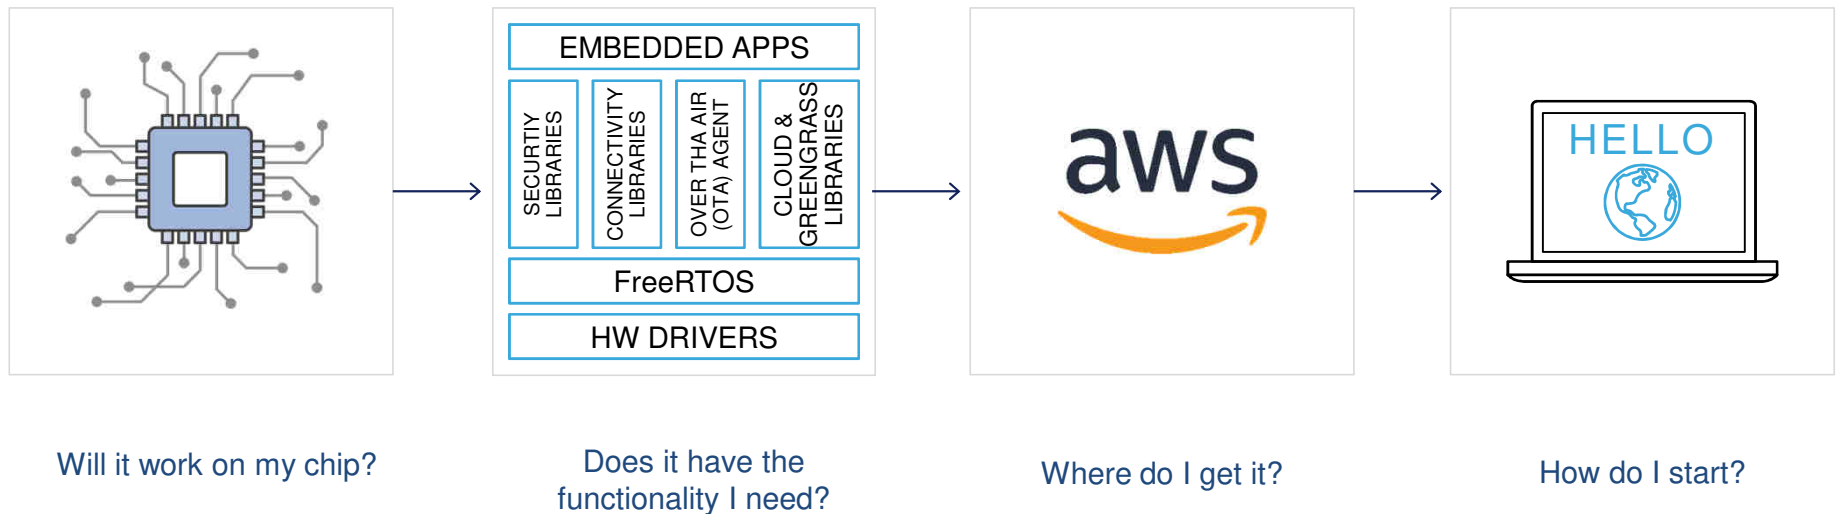 EMBEDDED APPS
SECURTIY
LIBRARIES
CONNECTIVITY
LIBRARIES
OVER THA AIR
(OTA) AGENT
CLOUD &
GREENGRASS
LIBRARIES
FreeRTOS
HW DRIVERS
aws
HELLO
Will it work on my chip?
Does it have the
functionality I need?
Where do I get it?
How do I start?